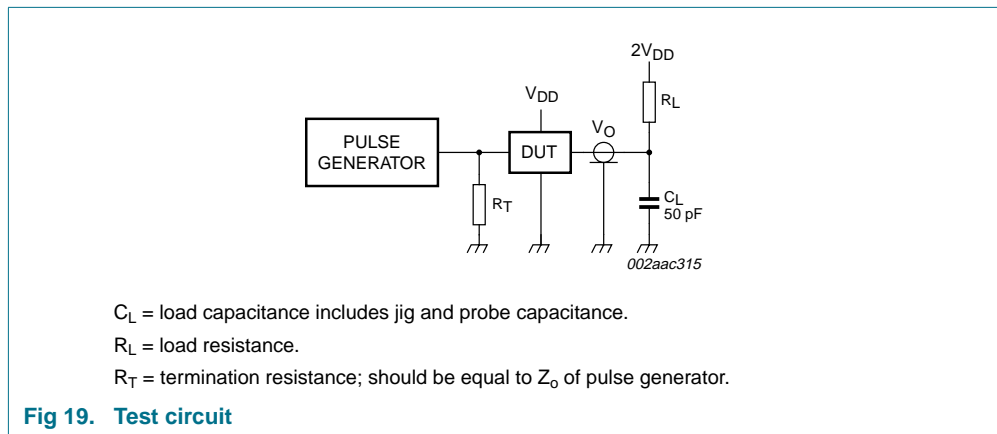 2VDD
RL
VDD
VO
PULSE
GENERATOR
DUT
RT
CL
50 pF
002aac315
CL = load capacitance includes jig and probe capacitance.
RL = load resistance.
RT = termination resistance; should be equal to Zo of pulse generator.
Fig 19. Test circuit